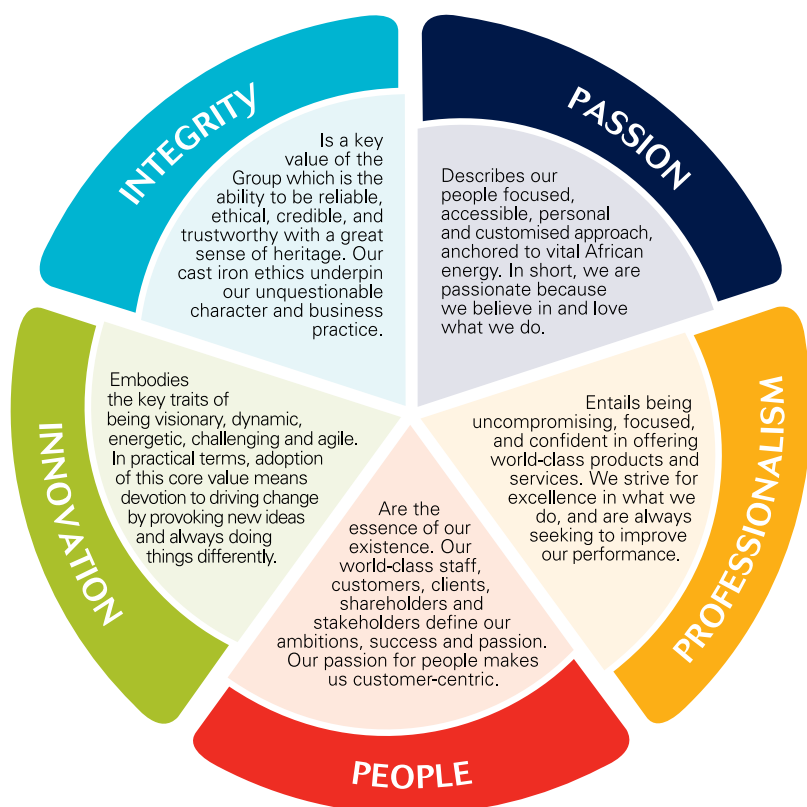 INTEGRITY
Is a key
value of the
Group which is the
ability to be reliable,
ethical, credible, and
trustworthy with a great
sense of heritage. Our
cast iron ethics underpin
our unquestionable
character and business
practice.
PASSION
Describes our
people focused,
accessible, personal
and customised approach,
anchored to vital African
energy. In short, we are
passionate because
we believe in and love
what we do.
PROFESSIONALISM
Entails being
uncompromising, focused,
and confident in offering
world-class products and
services. We strive for
excellence in what we
do, and are always
seeking to improve
our performance.
PEOPLE
Are the
essence of our
existence. Our
world-class staff,
customers, clients,
shareholders and
stakeholders define our
ambitions, success and passion.
Our passion for people makes
us customer-centric.
INNOVATION
Embodies
the key traits of
being visionary, dynamic,
energetic, challenging and agile.
In practical terms, adoption
of this core value means
devotion to driving change
by provoking new ideas
and always doing
things differently.